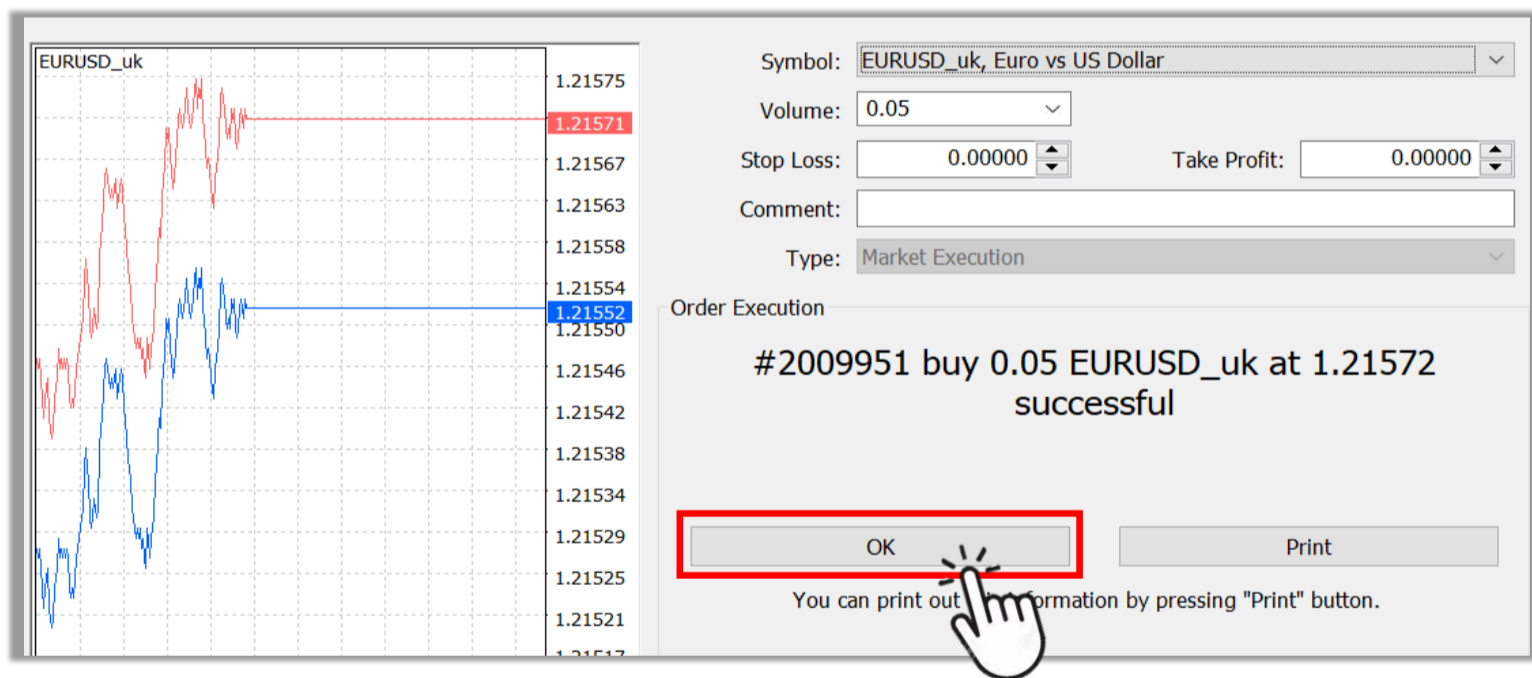 EURUSD_uk
1.21575
1.21571
1.21567
1.21563
1.21558
1.21554
1.21552
1.21550
1.21546
1.21542
1.21538
1.21534
1.21529
1.21525
1.21521
Symbol: EURUSD_uk, Euro vs US Dollar
Volume: 0.05
Stop Loss: 0.00000 Take Profit: 0.00000
Comment:
Type: Market Execution
Order Execution
#2009951 buy 0.05 EURUSD_uk at 1.21572
successful
OK Print
You can print out by pressing "Print" button.